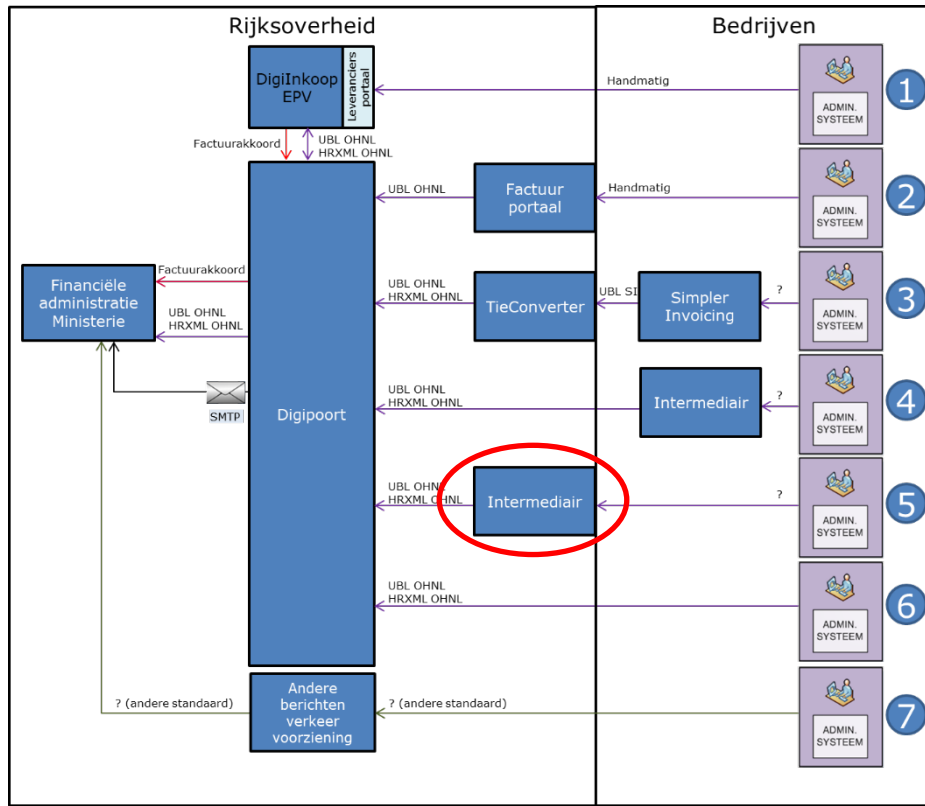 Rijksoverheid
Bedrijven
DigiInkoop
EPV
Leveranciers
portaal
Handmatig
ADMIN.
SYSTEEM
1
Factuurakkoord
UBL OHNL
HRXML OHNL
UBL OHNL
Factuur
portaal
Handmatig
ADMIN.
SYSTEEM
2
Financiële
administratie
Ministerie
Factuurakkoord
UBL OHNL
HRXML OHNL
UBL OHNL
HRXML OHNL
TieConverter
UBL SI
Simpler
Invoicing
?
ADMIN.
SYSTEEM
3
SMTP
Digipoort
UBL OHNL
HRXML OHNL
Intermediair
?
ADMIN.
SYSTEEM
4
UBL OHNL
HRXML OHNL
Intermediair
?
ADMIN.
SYSTEEM
5
UBL OHNL
HRXML OHNL
ADMIN.
SYSTEEM
6
? (andere standaard)
Andere
berichten
verkeer
voorziening
? (andere standaard)
ADMIN.
SYSTEEM
7